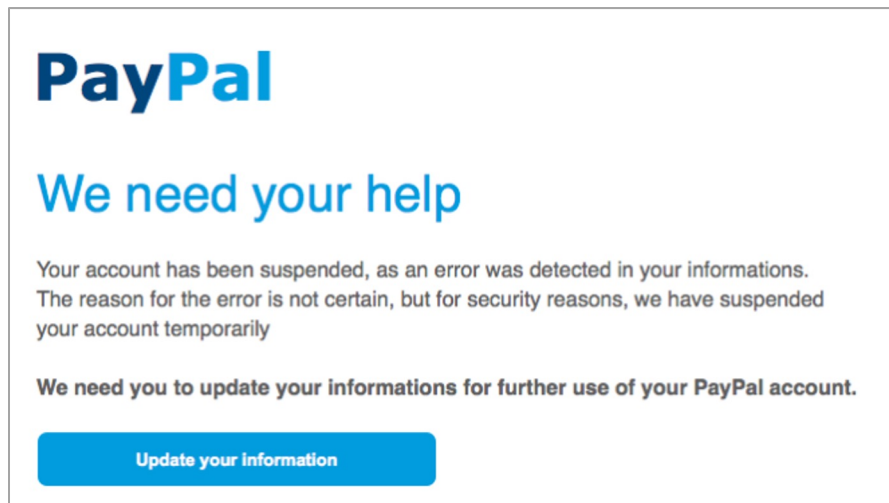 PayPal
We need your help
Your account has been suspended, as an error was detected in your informations.
The reason for the error is not certain, but for security reasons, we have suspended
your account temporarily
We need you to update your informations for further use of your PayPal account.
Update your information